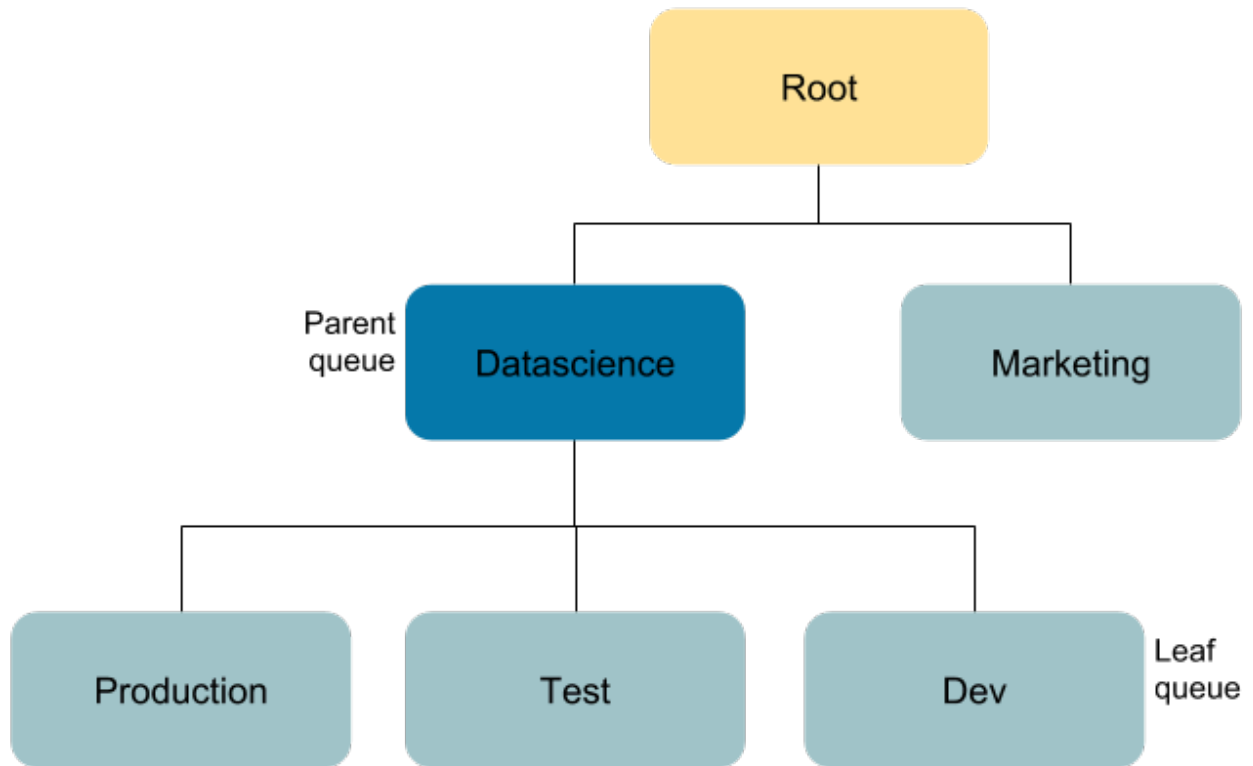 Root
Parent
queue
Datascience
Marketing
Production
Test
Dev
Leaf
queue